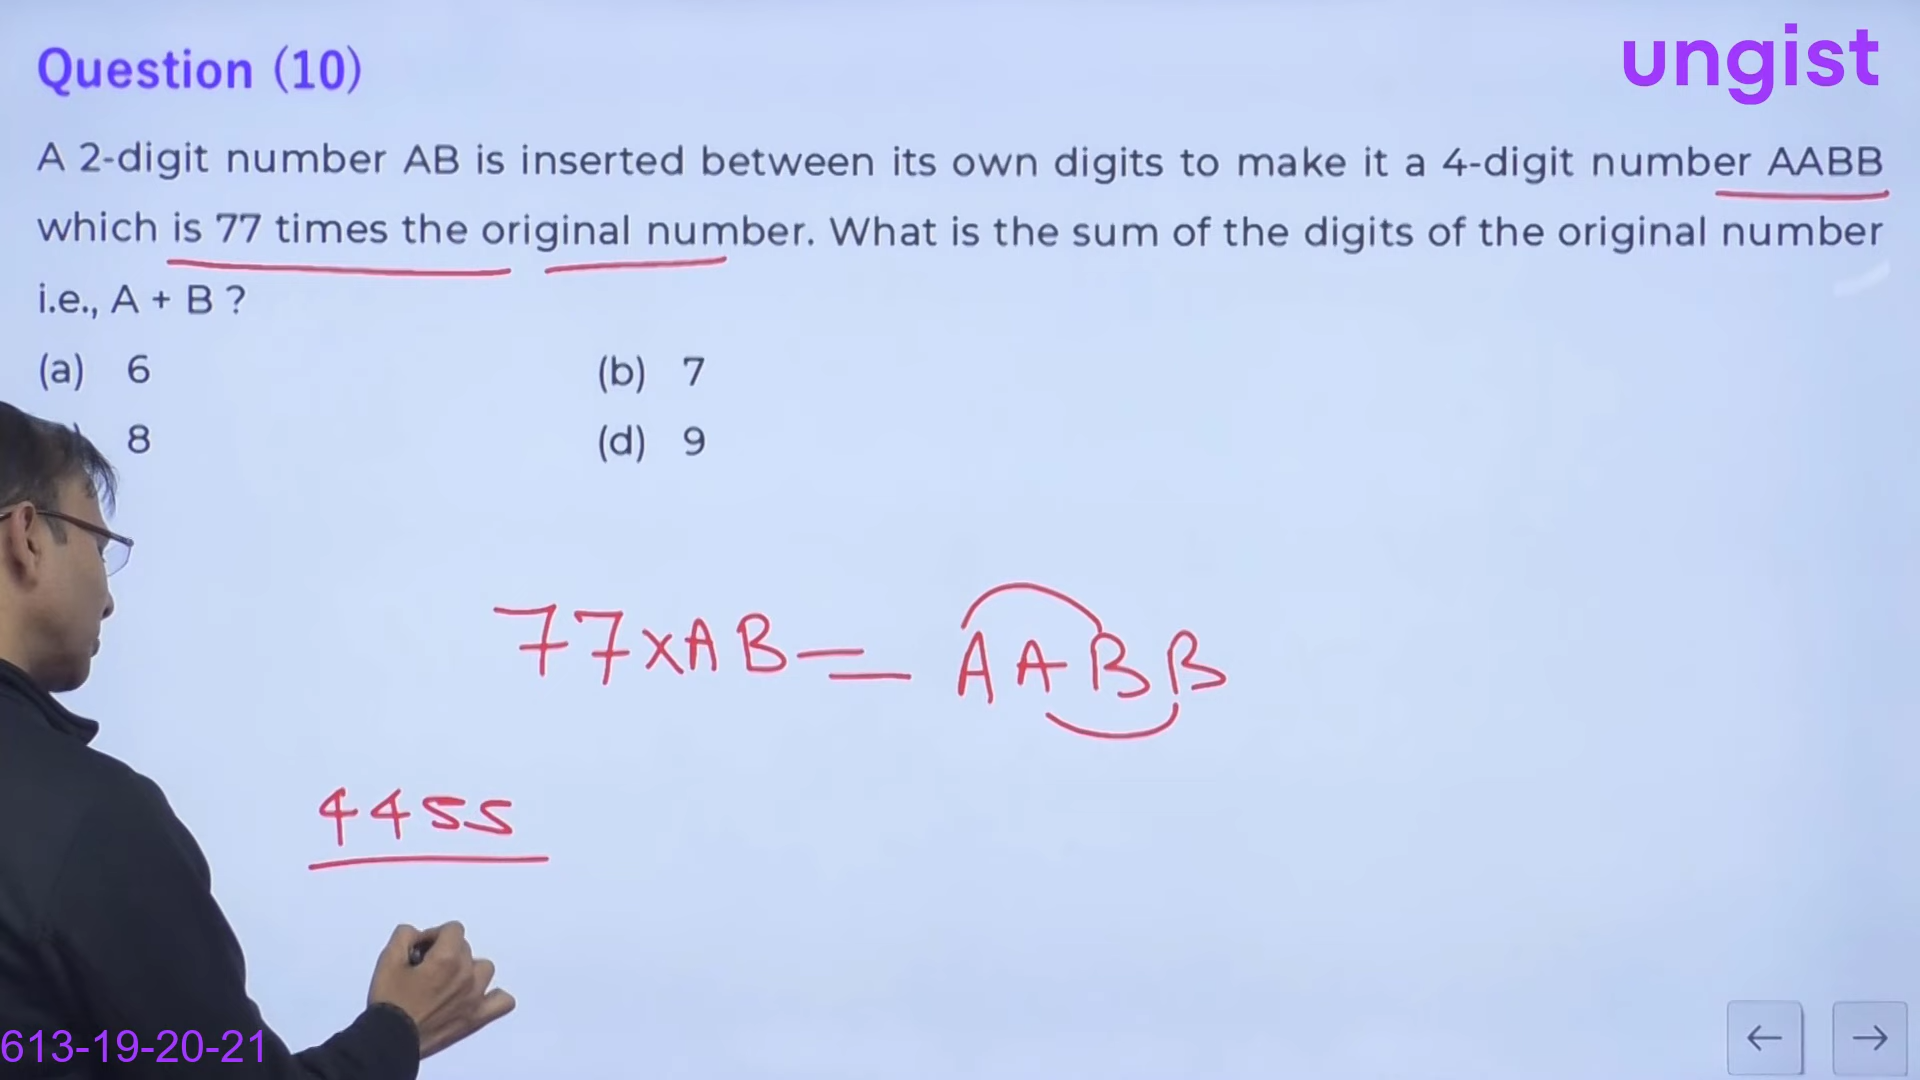 Question (10)
ungist
A 2-digit number AB is inserted between its own digits to make it a 4-digit number AABB
which is 77 times the original number. What is the sum of the digits of the original number
i.e., A + B ?
(a) 6
(b) 7
) 8
(d) 9
77×AB= AABB
4455
613-19-20-21
← →